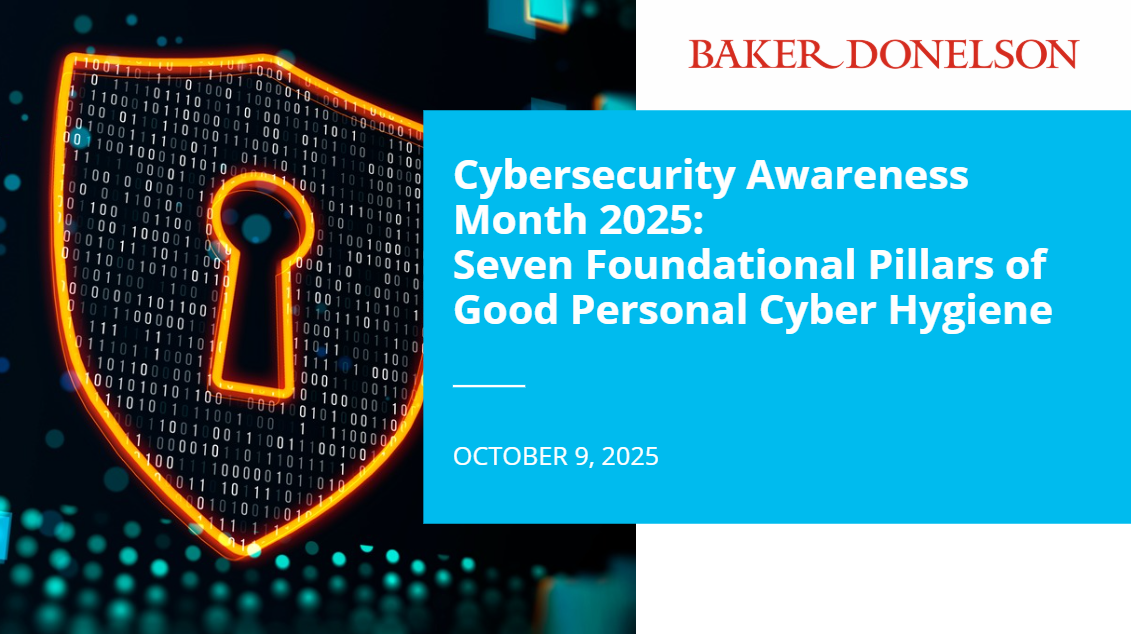 BAKER DONELSON
Cybersecurity Awareness
Month 2025:
Seven Foundational Pillars of
Good Personal Cyber Hygiene
OCTOBER 9, 2025